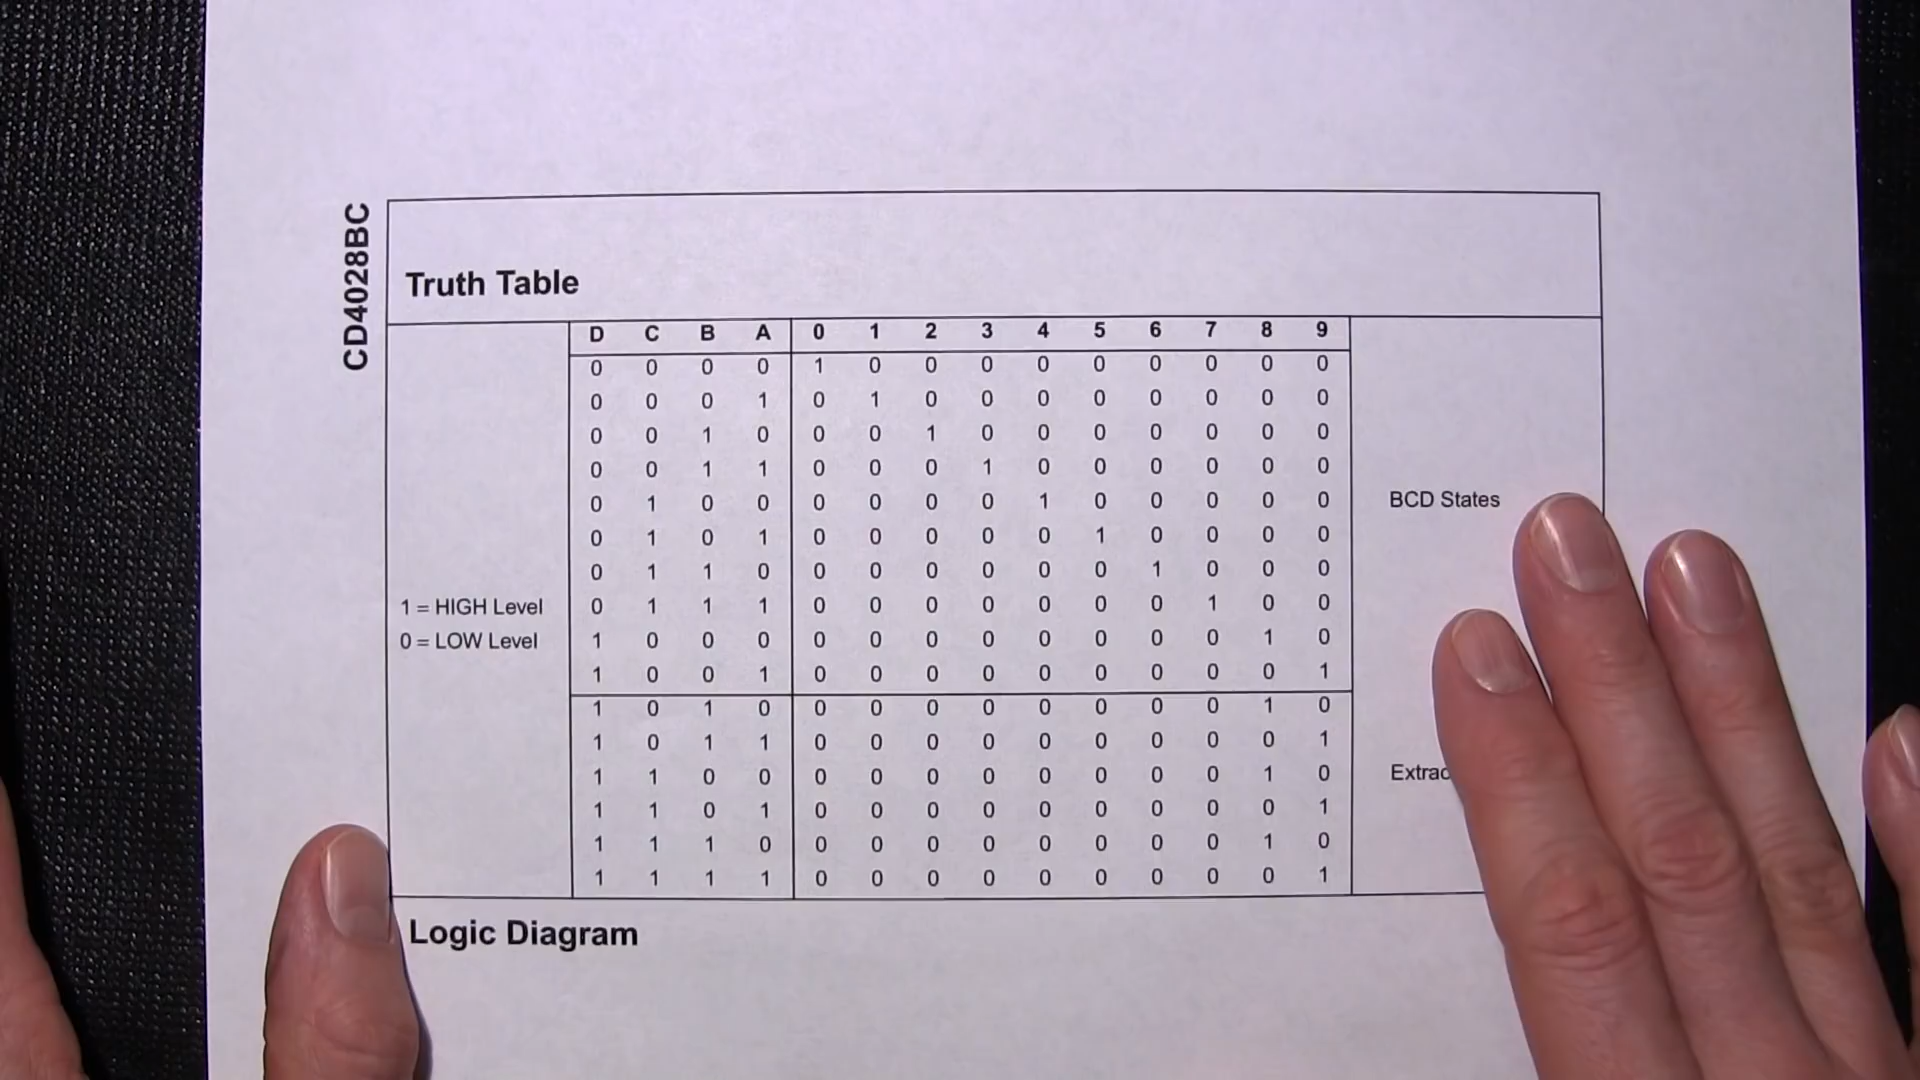 CD4028BC
Truth Table
D C B A 0 1 2 3 4 5 6 7 8 9
0 0 0 0 1 0 0 0 0 0 0 0 0 0
0 0 0 1 0 1 0 0 0 0 0 0 0 0
0 0 1 0 0 0 1 0 0 0 0 0 0 0
0 0 1 1 0 0 0 1 0 0 0 0 0 0
0 1 0 0 0 0 0 0 1 0 0 0 0 0 BCD States
0 1 0 1 0 0 0 0 0 1 0 0 0 0
0 1 1 0 0 0 0 0 0 0 1 0 0 0
1 = HIGH Level 0 1 1 1 0 0 0 0 0 0 0 1 0 0
0 = LOW Level 1 0 0 0 0 0 0 0 0 0 0 0 1 0
1 0 0 1 0 0 0 0 0 0 0 0 0 1
1 0 1 0 0 0 0 0 0 0 0 0 1 0
1 0 1 1 0 0 0 0 0 0 0 0 0 1
1 1 0 0 0 0 0 0 0 0 0 0 1 0
1 1 0 1 0 0 0 0 0 0 0 0 0 1
1 1 1 0 0 0 0 0 0 0 0 0 1 0
1 1 1 1 0 0 0 0 0 0 0 0 0 1
Logic Diagram